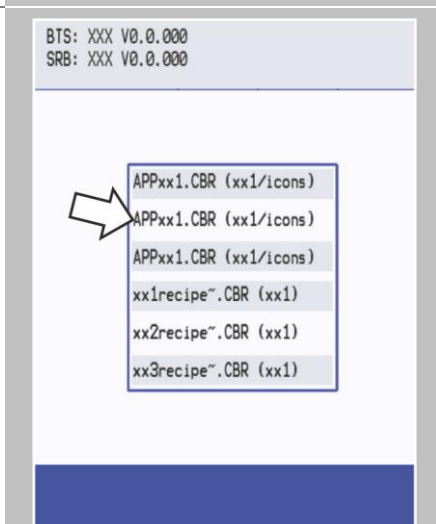 BTS: XXX V0.0.000
SRB: XXX V0.0.000
APPxx1.CBR (xx1/icons)
APPxx1.CBR (xx1/icons)
APPxx1.CBR (xx1/icons)
xx1recipe~.CBR (xx1)
xx2recipe~.CBR (xx1)
xx3recipe~.CBR (xx1)